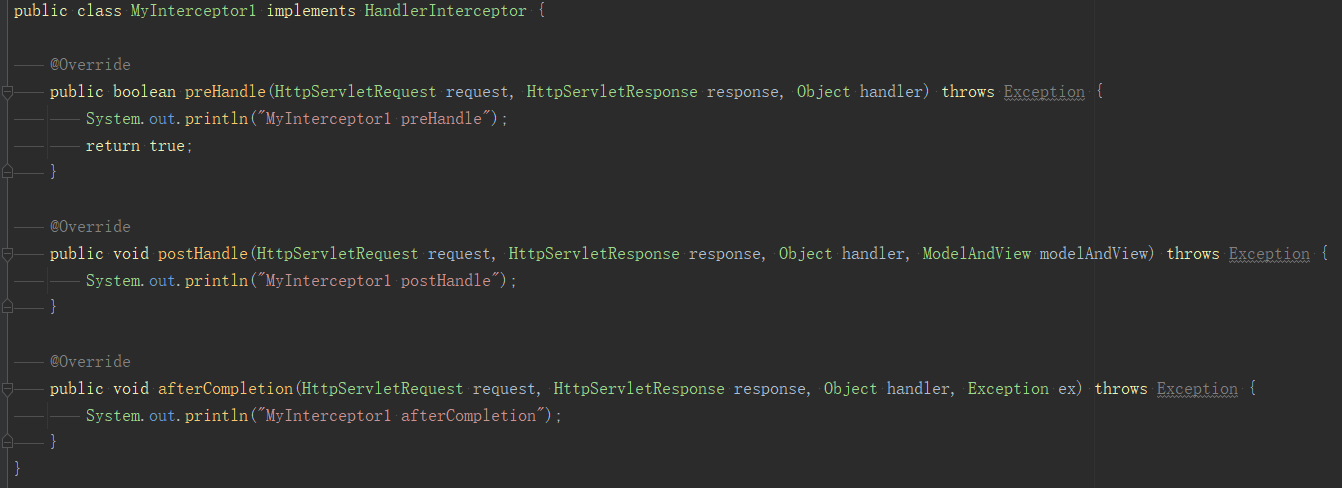 public class MyInterceptor1 implements HandlerInterceptor {
@Override
public boolean preHandle(HttpServletRequest request, HttpServletResponse response, Object handler) throws Exception {
System.out.println("MyInterceptor1 preHandle");
return true;
}
@Override
public void postHandle(HttpServletRequest request, HttpServletResponse response, Object handler, ModelAndView modelAndView) throws Exception {
System.out.println("MyInterceptor1 postHandle");
}
@Override
public void afterCompletion(HttpServletRequest request, HttpServletResponse response, Object handler, Exception ex) throws Exception {
System.out.println("MyInterceptor1 afterCompletion");
}
}